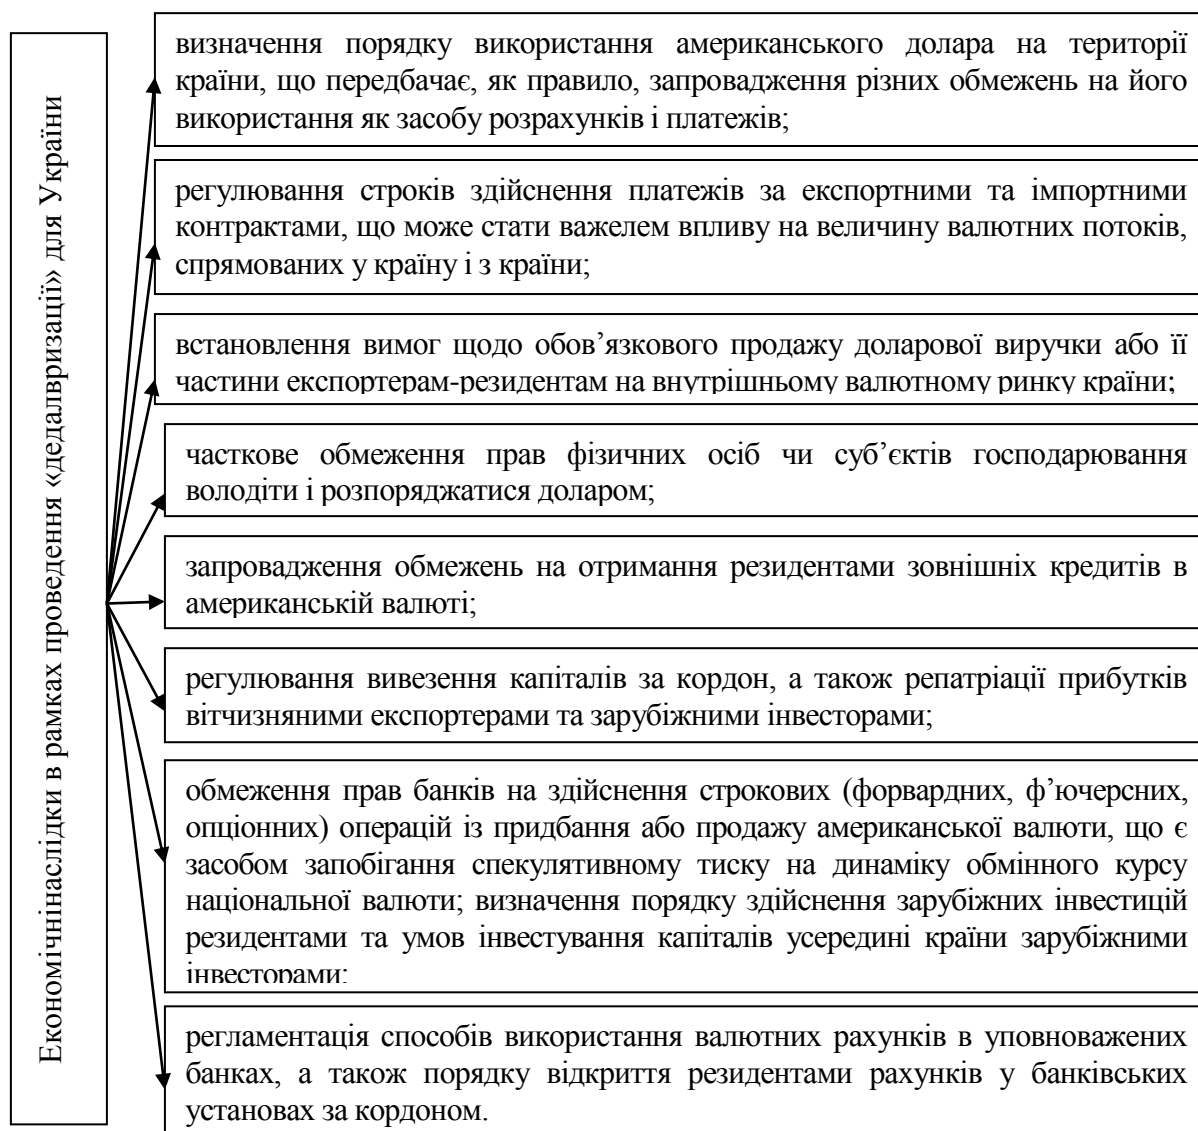 Економічнінаслідки в рамках проведення «дедалвризації» для України
визначення порядку використання американського долара на території
країни, що передбачає, як правило, запровадження різних обмежень на його
використання як засобу розрахунків і платежів;
регулювання строків здійснення платежів за експортними та імпортними
контрактами, що може стати важелем впливу на величину валютних потоків,
спрямованих у країну і з країни;
встановлення вимог щодо обов’язкового продажу доларової виручки або її
частини експортерам-резидентам на внутрішньому валютному ринку країни;
часткове обмеження прав фізичних осіб чи суб’єктів господарювання
володіти і розпоряджатися доларом;
запровадження обмежень на отримання резидентами зовнішніх кредитів в
американській валюті;
регулювання вивезення капіталів за кордон, а також репатріації прибутків
вітчизняними експортерами та зарубіжними інвесторами;
обмеження прав банків на здійснення строкових (форвардних, ф’ючерсних,
опціонних) операцій із придбання або продажу американської валюти, що є
засобом запобігання спекулятивному тиску на динаміку обмінного курсу
національної валюти; визначення порядку здійснення зарубіжних інвестицій
резидентами та умов інвестування капіталів усередині країни зарубіжними
інвесторами;
регламентація способів використання валютних рахунків в уповноважених
банках, а також порядку відкриття резидентами рахунків у банківських
установах за кордоном.